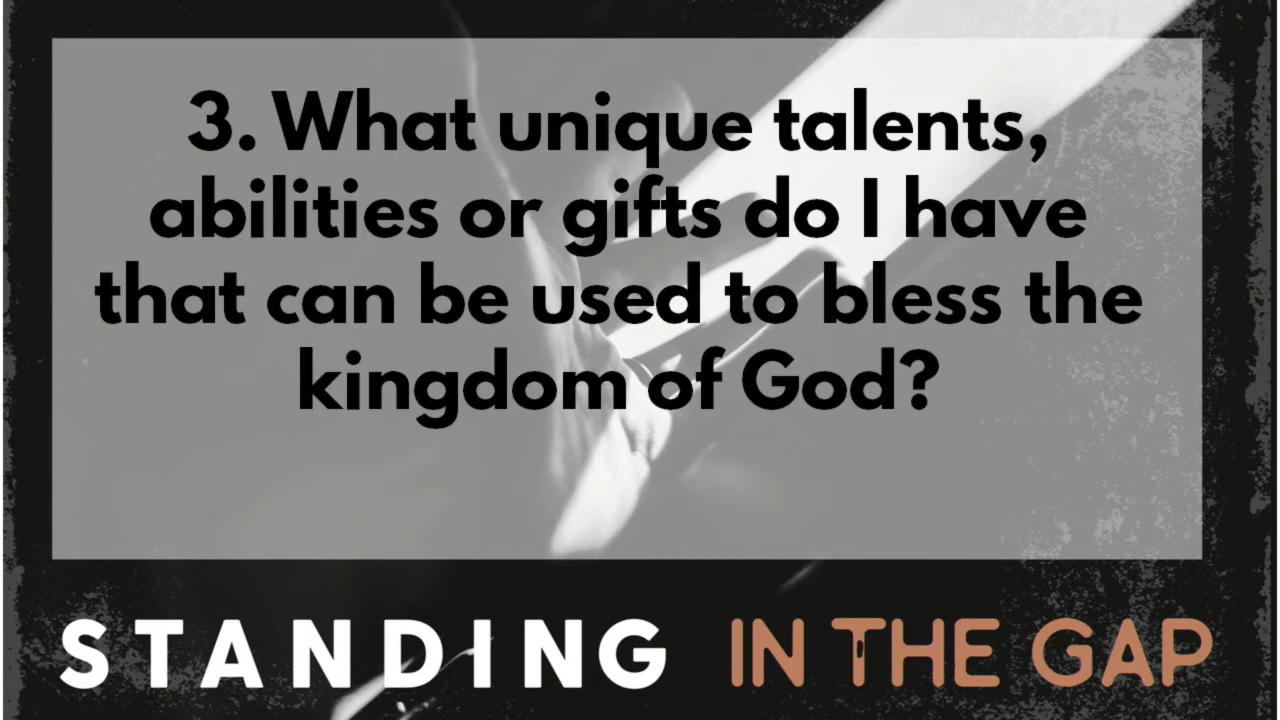 3. What unique talents,
abilities or gifts do I have
that can be used to bless the
kingdom of God?
STANDING IN THE GAP